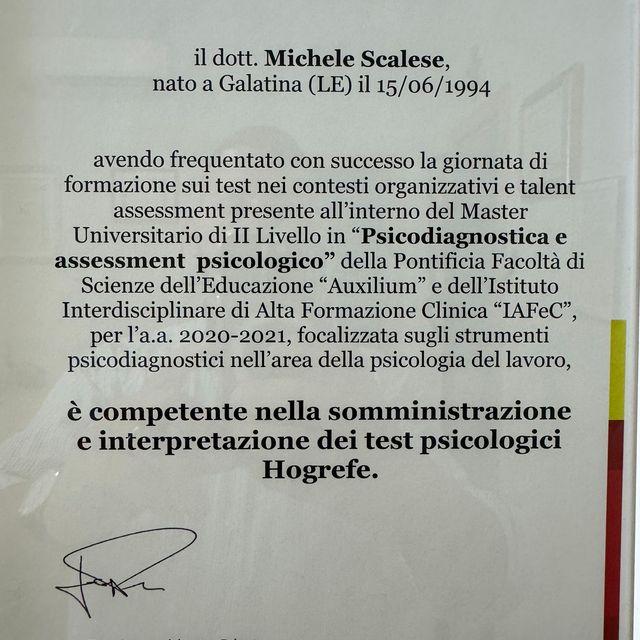 il dott. Michele Scalese,
nato a Galatina (LE) il 15/06/1994
avendo frequentato con successo la giornata di
formazione sui test nei contesti organizzativi e talent
assessment presente all’interno del Master
Universitario di II Livello in “Psicodiagnostica e
assessment psicologico” della Pontificia Facoltà di
Scienze dell’Educazione “Auxilium” e dell’Istituto
Interdisciplinare di Alta Formazione Clinica “IAFeC”,
per l’a.a. 2020-2021, focalizzata sugli strumenti
psicodiagnostici nell’area della psicologia del lavoro,
è competente nella somministrazione
e interpretazione dei test psicologici
Hogrefe.